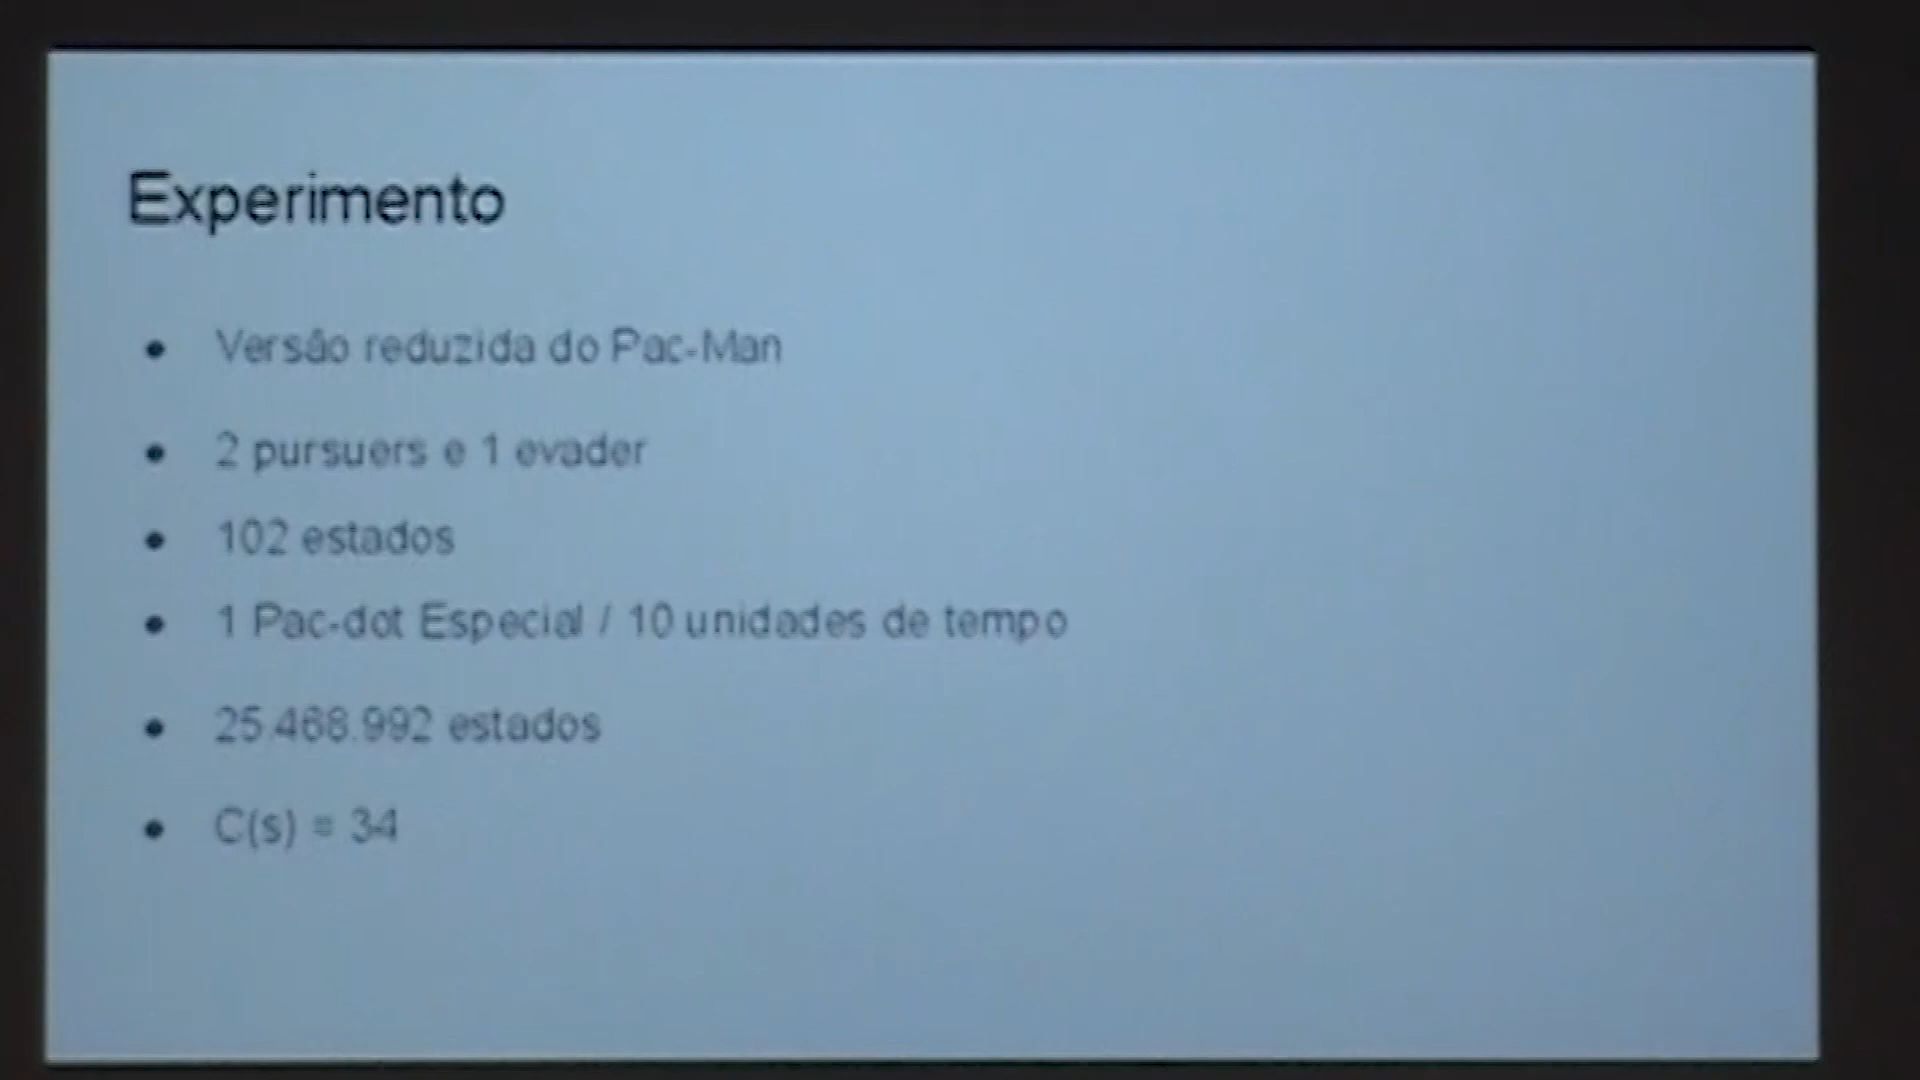 Experimento
Versão reduzida do Pac-Man
2 pursuers e 1 evader
102 estados
1 Pac-dot Especial / 10 unidades de tempo
25.468.992 estados
C(s) = 34